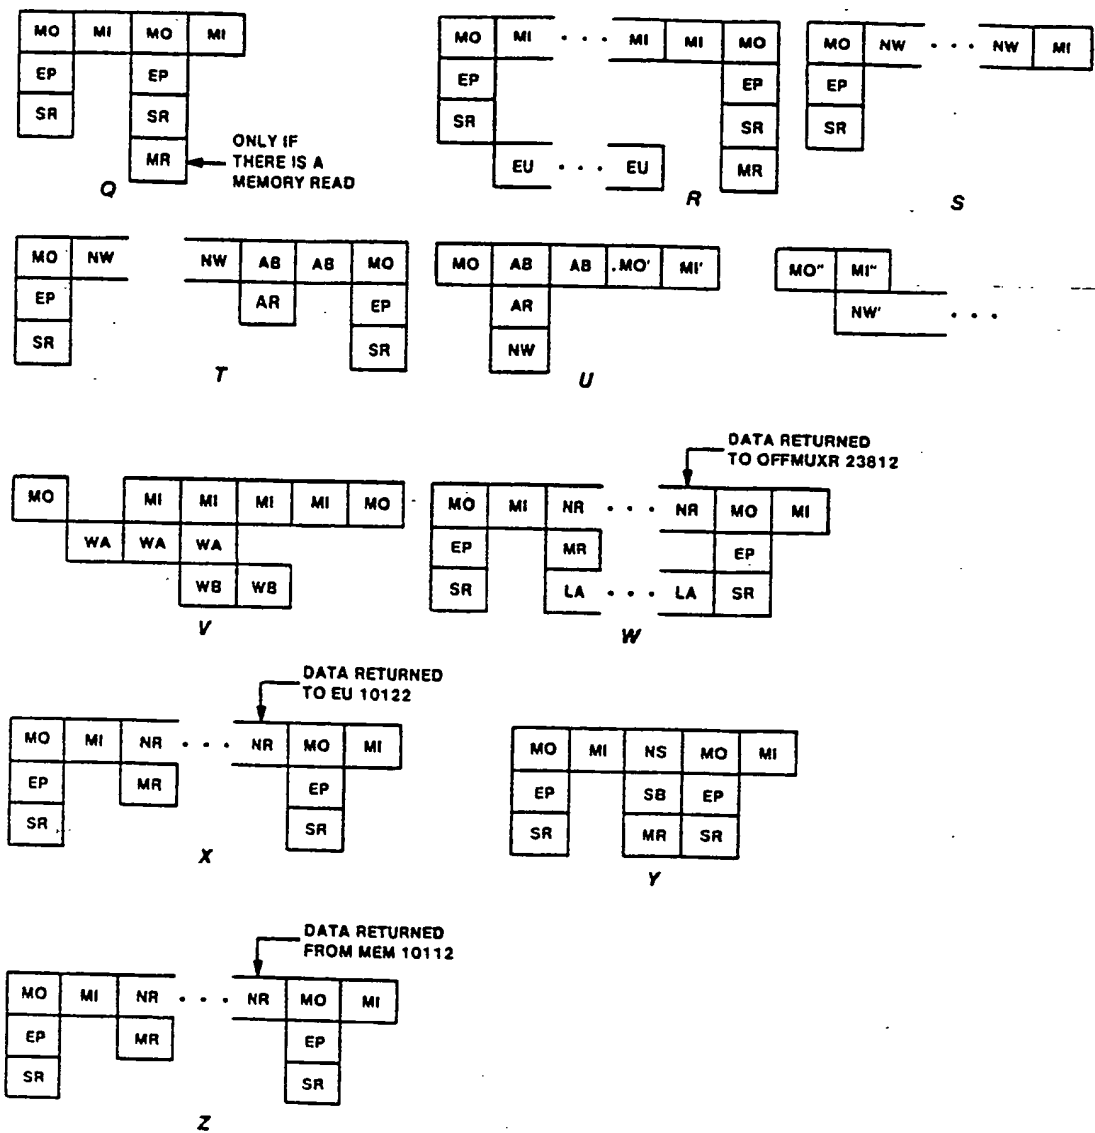 MO MI MO MI
EP EP
SR SR
MR
ONLY IF
THERE IS A
MEMORY READ
Q
MO MI • • • MI MI MO
EP EP
SR SR
EU • • • EU MR
R
MO NW • • • NW MI
EP
SR
S
MO NW NW AB AB MO
EP AR EP
SR SR
T
MO AB AB .MO' MI'
AR
NW
U
MO" MI"
NW' • • •
MO MI MI MI MI MO
WA WA WA
WB WB
V
DATA RETURNED
TO OFFMUXR 23812
MO MI NR • • • NR MO MI
EP MR EP
SR LA • • • LA SR
W
DATA RETURNED
TO EU 10122
MO MI NR • • • NR MO MI
EP MR EP
SR SR
X
MO MI NS MO MI
EP SB EP
SR MR SR
Y
DATA RETURNED
FROM MEM 10112
MO MI NR • • • NR MO MI
EP MR EP
SR SR
Z